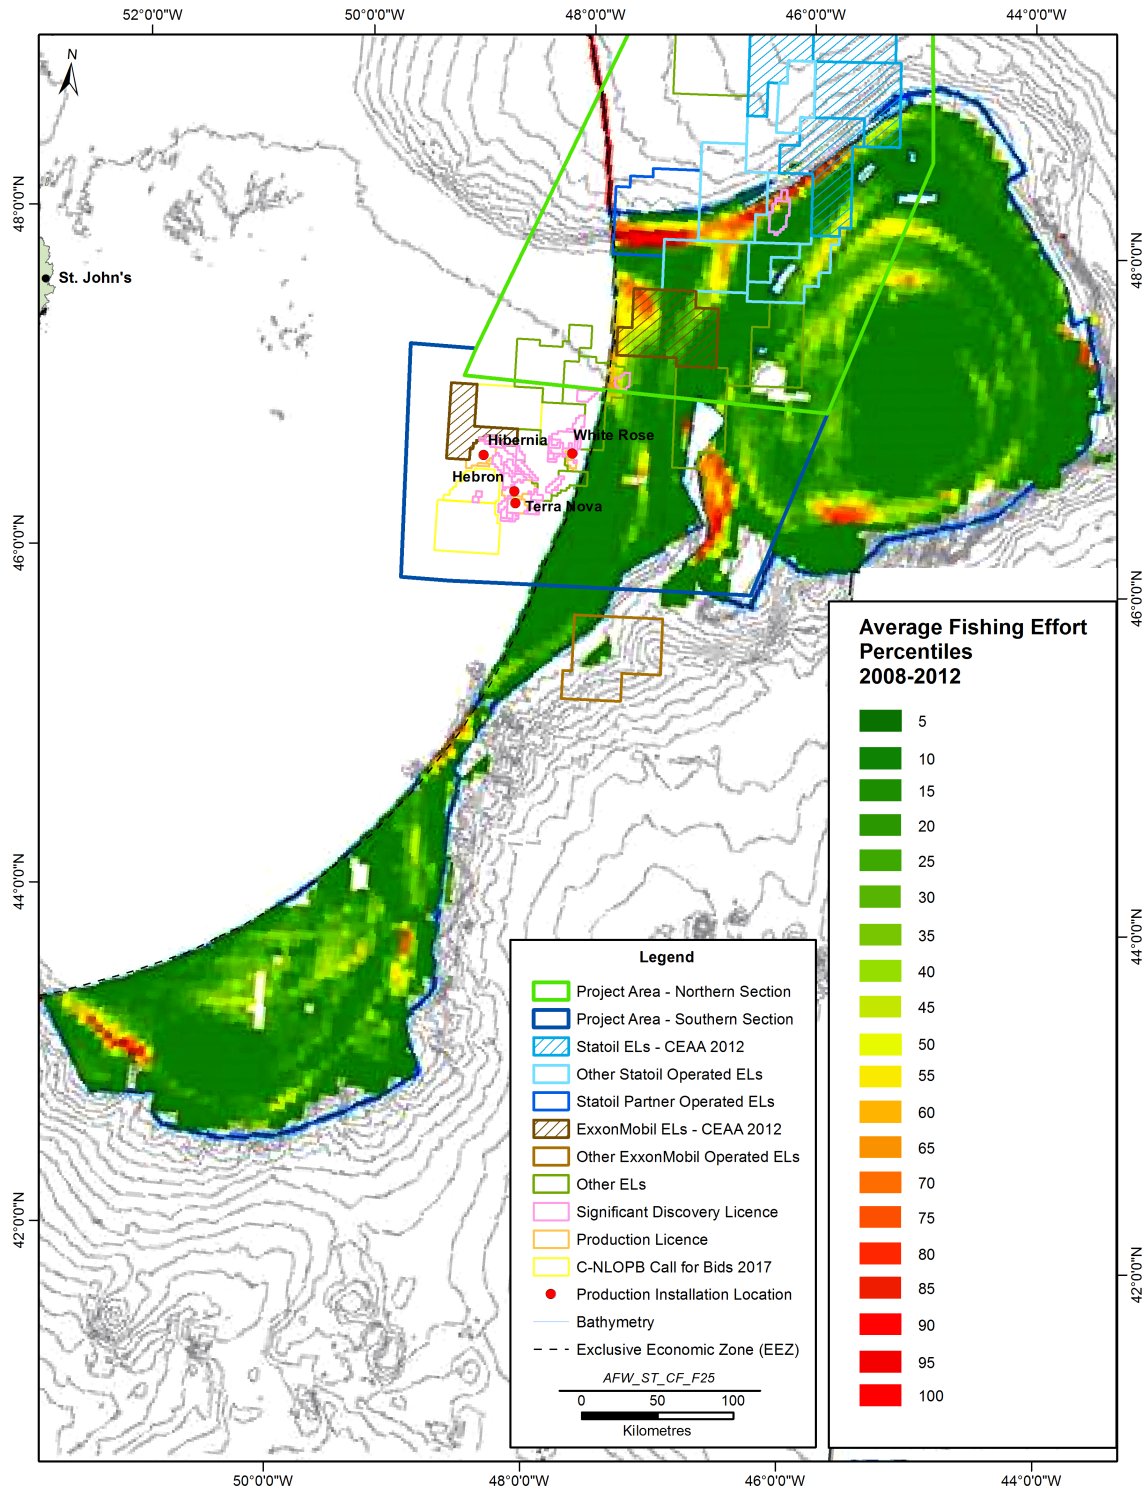 52°0'0"W 50°0'0"W 48°0'0"W 46°0'0"W 44°0'0"W
N
48°0'0"N
48°0'0"N
St. John's
Hibernia
White Rose
Hebron
Terra Nova
46°0'0"N
46°0'0"N
Average Fishing Effort
Percentiles
2008-2012
5
10
15
20
25
30
35
40
45
50
55
60
65
70
75
80
85
90
95
100
44°0'0"N
44°0'0"N
Legend
Project Area - Northern Section
Project Area - Southern Section
Statoil ELs - CEAA 2012
Other Statoil Operated ELs
Statoil Partner Operated ELs
ExxonMobil ELs - CEAA 2012
Other ExxonMobil Operated ELs
Other ELs
Significant Discovery Licence
Production Licence
C-NLOPB Call for Bids 2017
Production Installation Location
Bathymetry
Exclusive Economic Zone (EEZ)
AFW_ST_CF_F25
0 50 100
Kilometres
42°0'0"N
42°0'0"N
50°0'0"W 48°0'0"W 46°0'0"W 44°0'0"W